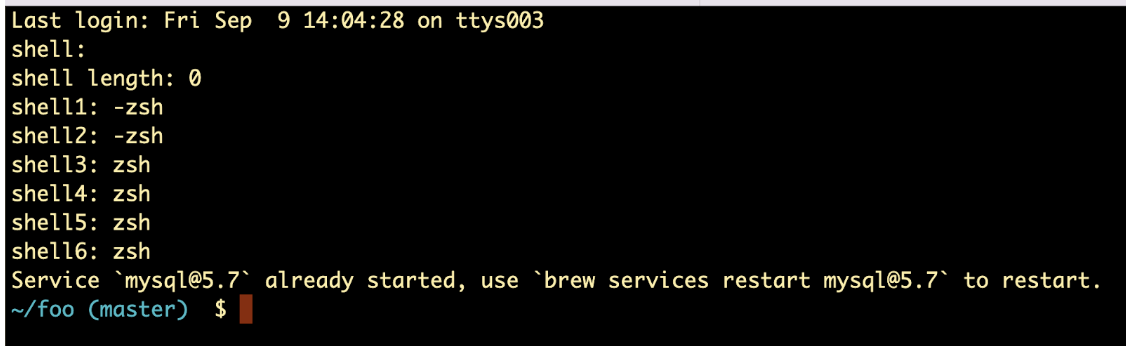 Last login: Fri Sep  9 14:04:28 on ttys003
shell:
shell length: 0
shell1: -zsh
shell2: -zsh
shell3: zsh
shell4: zsh
shell5: zsh
shell6: zsh
Service `mysql@5.7` already started, use `brew services restart mysql@5.7` to restart.
~/foo (master)  $